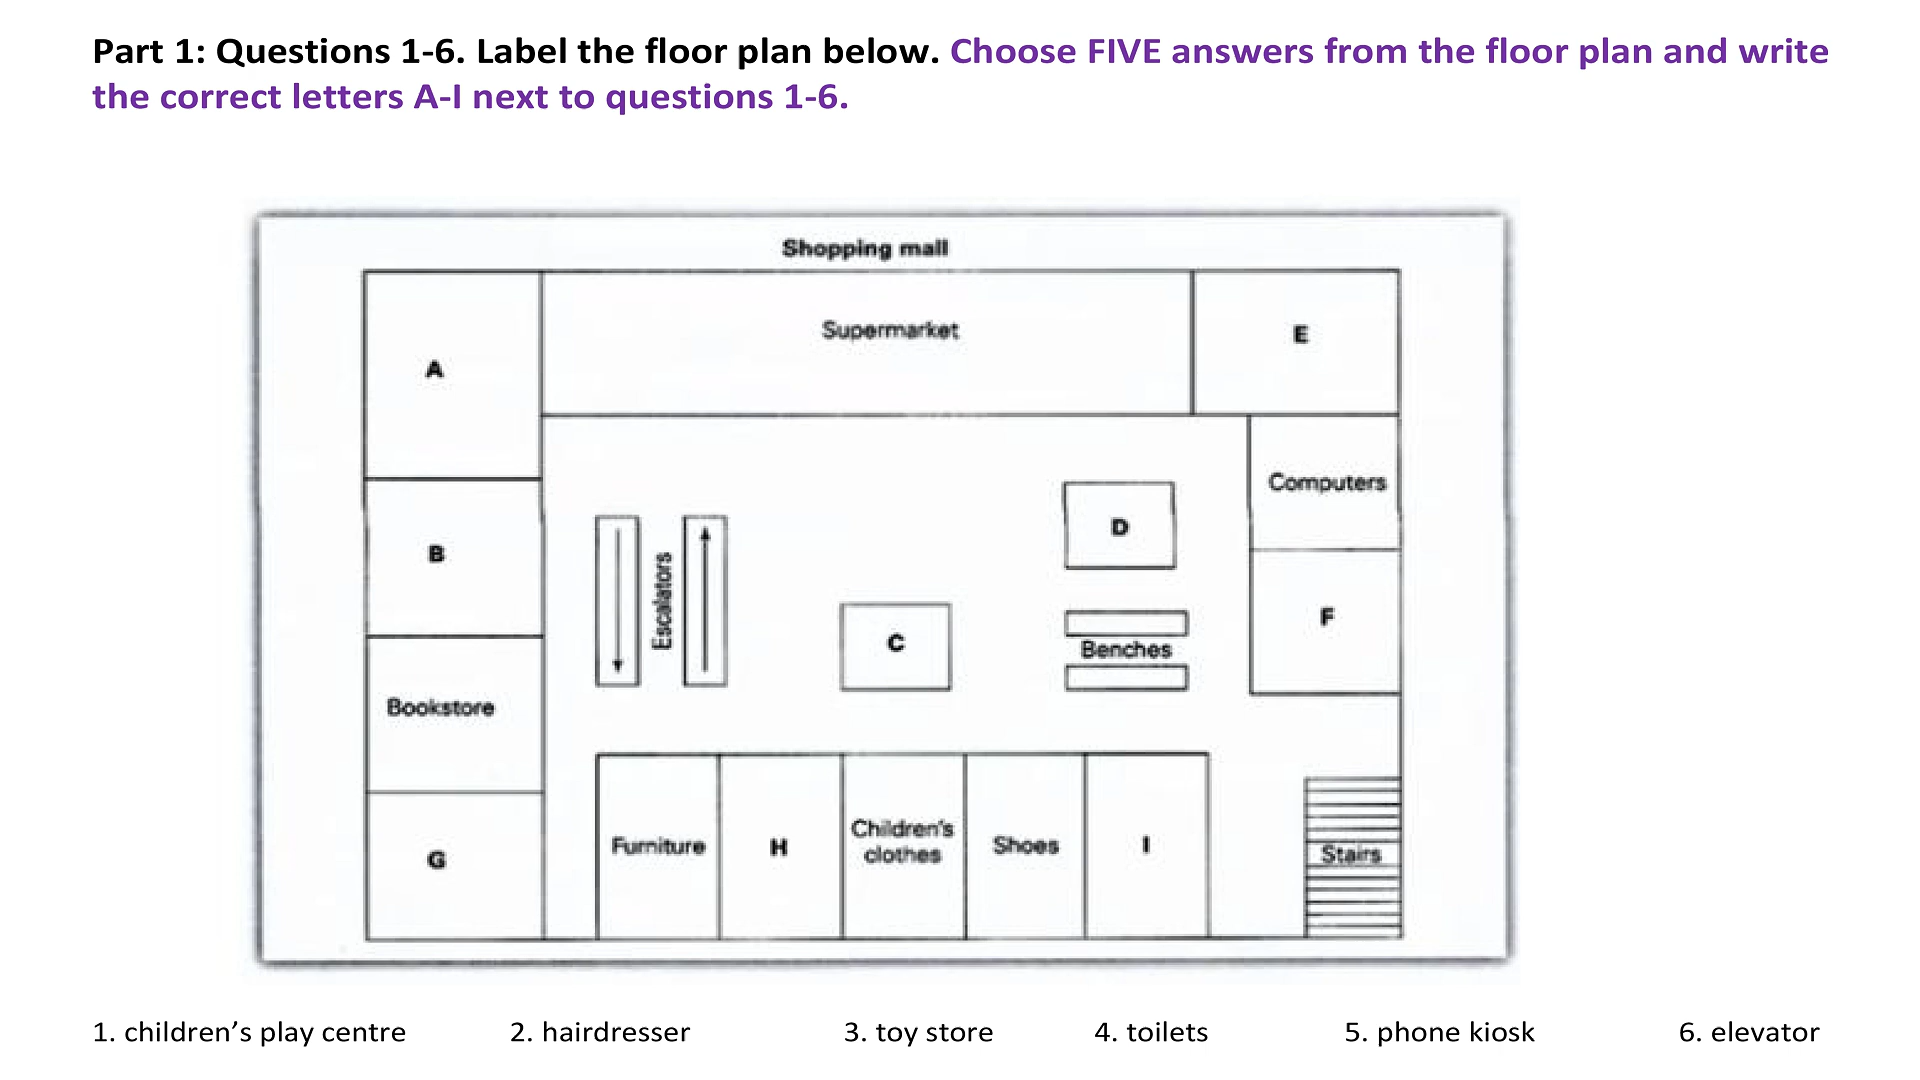 Part 1: Questions 1-6. Label the floor plan below. Choose FIVE answers from the floor plan and write
the correct letters A-I next to questions 1-6.
Shopping mall
A
Supermarket
E
Computers
B
Escalators
D
C
Benches
F
Bookstore
G
Furniture
H
Children's
clothes
Shoes
I
Stairs
1. children’s play centre
2. hairdresser
3. toy store
4. toilets
5. phone kiosk
6. elevator